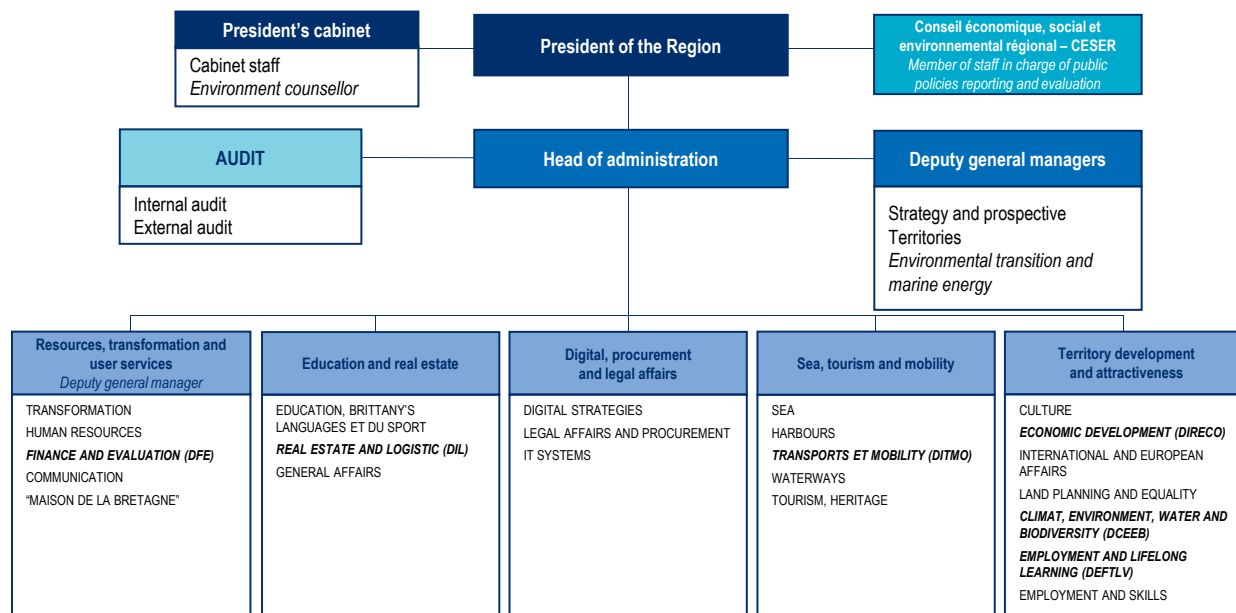 President's cabinet
Cabinet staff
Environment counsellor
President of the Region
Conseil économique, social et
environnemental régional – CESER
Member of staff in charge of public
policies reporting and evaluation
AUDIT
Internal audit
External audit
Head of administration
Deputy general managers
Strategy and prospective
Territories
Environmental transition and
marine energy
Resources, transformation and
user services
Deputy general manager
TRANSFORMATION
HUMAN RESOURCES
FINANCE AND EVALUATION (DFE)
COMMUNICATION
"MAISON DE LA BRETAGNE"
Education and real estate
EDUCATION, BRITTANY'S
LANGUAGES ET DU SPORT
REAL ESTATE AND LOGISTIC (DIL)
GENERAL AFFAIRS
Digital, procurement
and legal affairs
DIGITAL STRATEGIES
LEGAL AFFAIRS AND PROCUREMENT
IT SYSTEMS
Sea, tourism and mobility
SEA
HARBOURS
TRANSPORTS ET MOBILITY (DITMO)
WATERWAYS
TOURISM, HERITAGE
Territory development
and attractiveness
CULTURE
ECONOMIC DEVELOPMENT (DIRECO)
INTERNATIONAL AND EUROPEAN
AFFAIRS
LAND PLANNING AND EQUALITY
CLIMAT, ENVIRONMENT, WATER AND
BIODIVERSITY (DCEEB)
EMPLOYMENT AND LIFELONG
LEARNING (DEFTLV)
EMPLOYMENT AND SKILLS